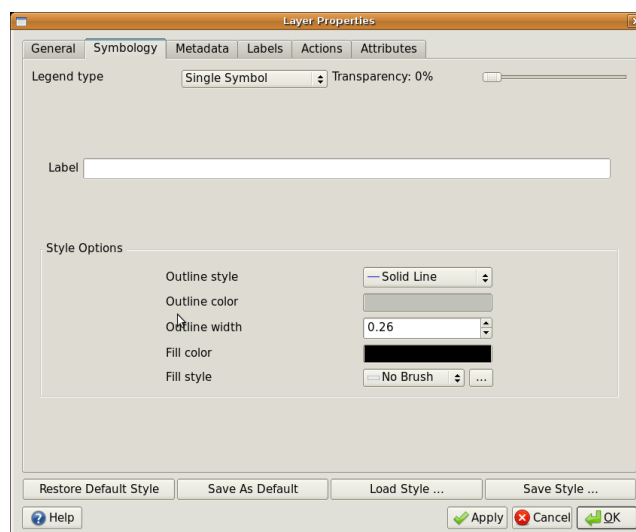 Layer Properties
General Symbology Metadata Labels Actions Attributes
Legend type Single Symbol Transparency: 0%
Label
Style Options
Outline style Solid Line
Outline color
Outline width 0.26
Fill color
Fill style No Brush ...
Restore Default Style Save As Default Load Style ... Save Style ...
Help Apply Cancel OK